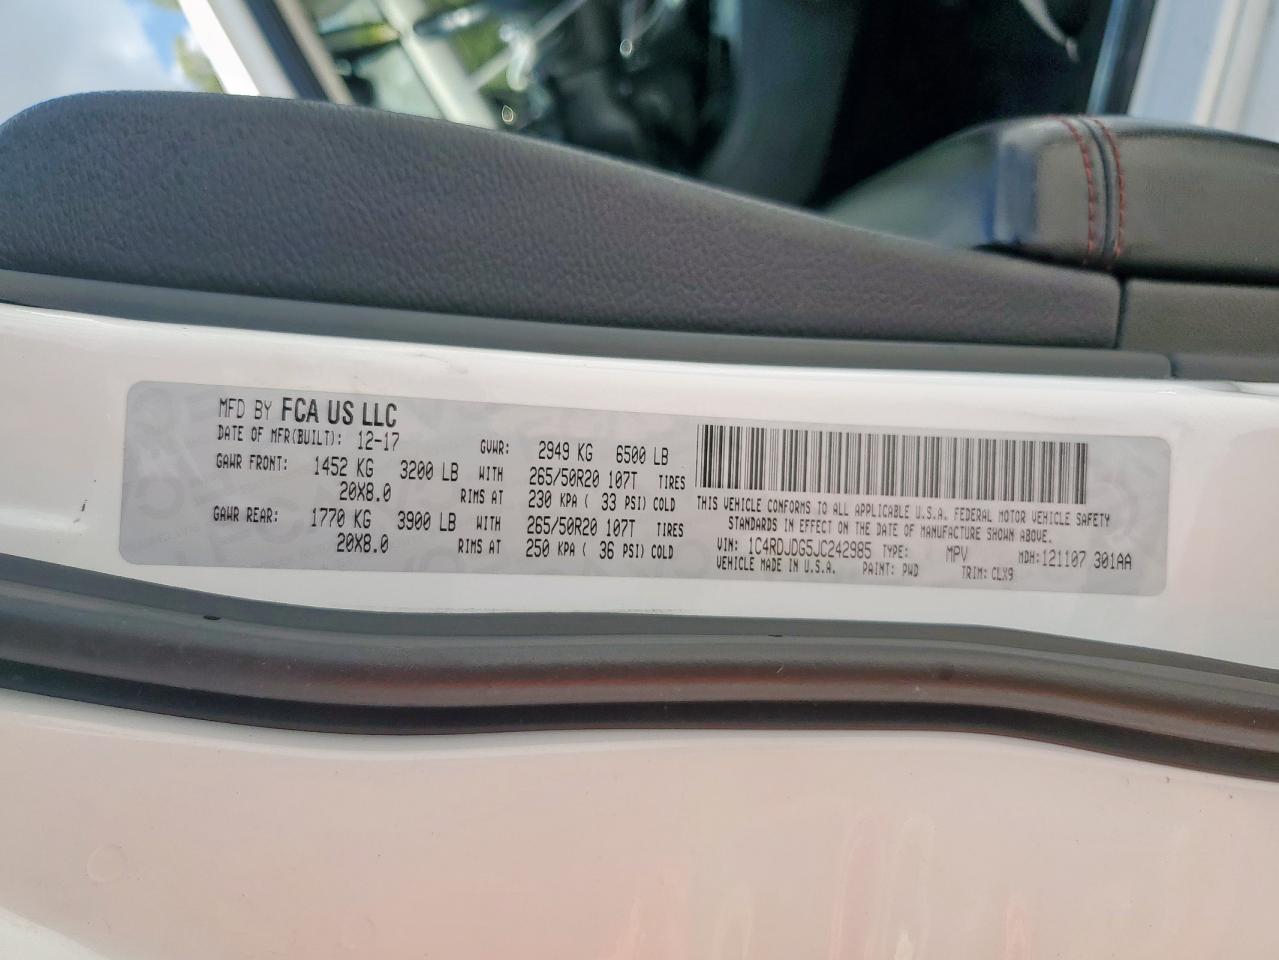 MFD BY FCA US LLC
DATE OF MFR(BUILT): 12-17 GVWR: 2949 KG 6500 LB
GAWR FRONT: 1452 KG 3200 LB WITH 265/50R20 107T TIRES
20X8.0 RIMS AT 230 KPA ( 33 PSI) COLD
GAWR REAR: 1770 KG 3900 LB WITH 265/50R20 107T TIRES
20X8.0 RIMS AT 250 KPA ( 36 PSI) COLD
THIS VEHICLE CONFORMS TO ALL APPLICABLE U.S.A. FEDERAL MOTOR VEHICLE SAFETY
STANDARDS IN EFFECT ON THE DATE OF MANUFACTURE SHOWN ABOVE.
VIN: 1C4RDJDG5JC242985 TYPE: MPV MDH:121107 301AA
VEHICLE MADE IN U.S.A. PAINT: PWD TRIM: CLX9